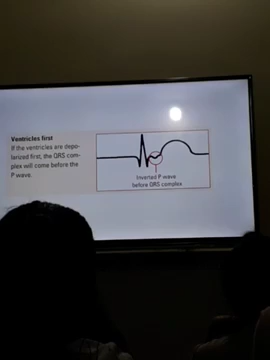 Ventricles first
If the ventricles are depo-
larized first, the QRS com-
plex will come before the
P wave.
Inverted P wave
before QRS complex